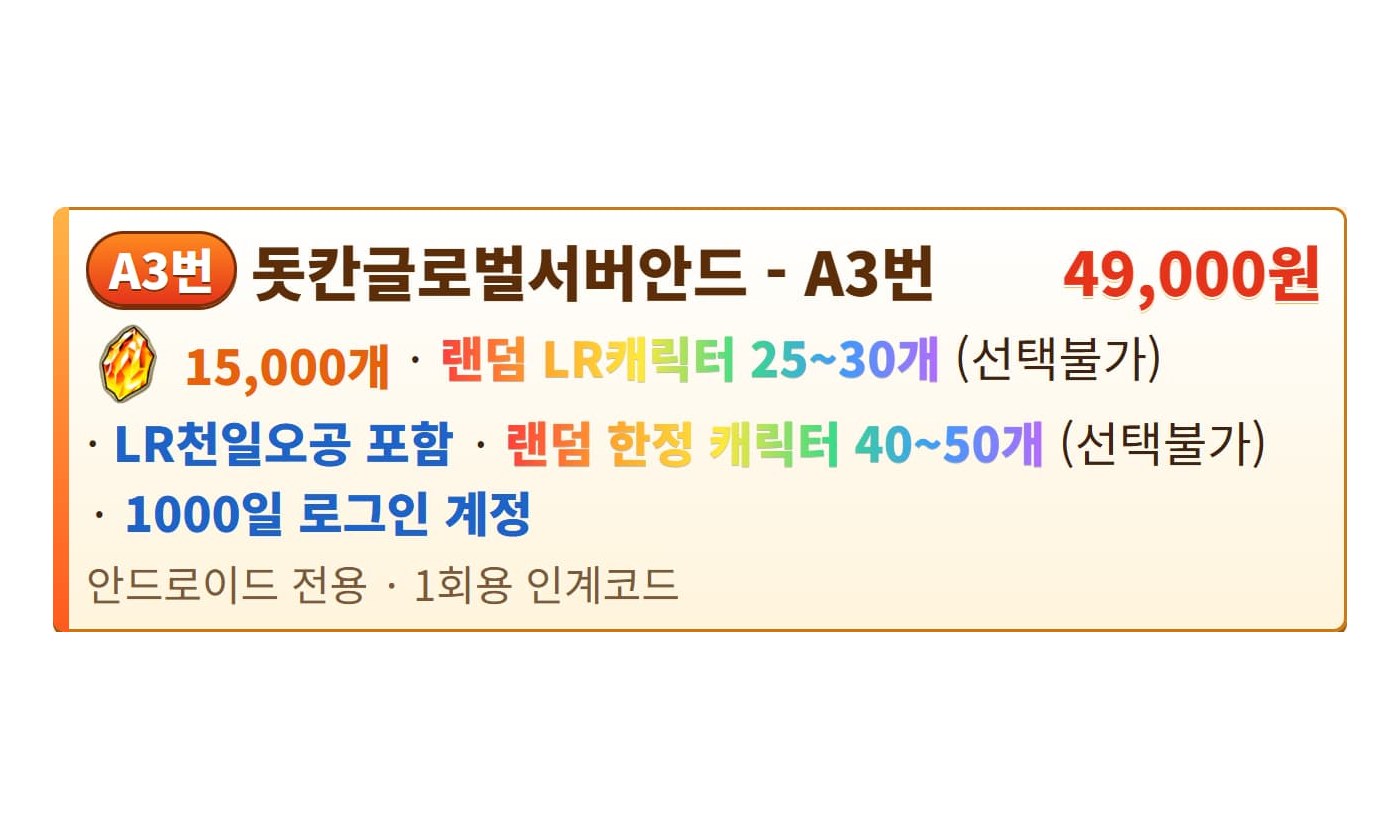 A3번 돗칸글로벌서버안드 - A3번 49,000원
15,000개 · 랜덤 LR캐릭터 25~30개 (선택불가)
· LR천일오공 포함 · 랜덤 한정 캐릭터 40~50개 (선택불가)
· 1000일 로그인 계정
안드로이드 전용 · 1회용 인계코드